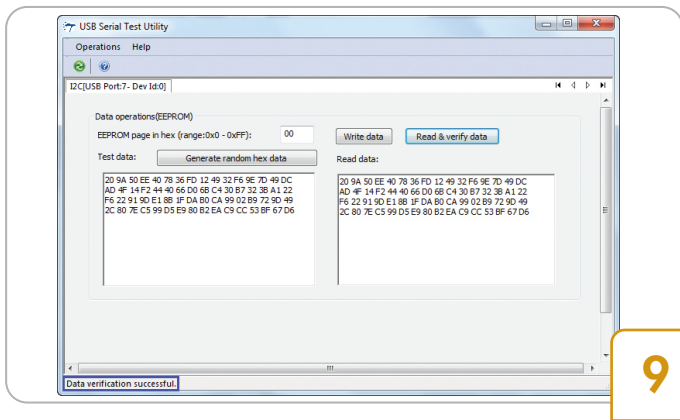 USB Serial Test Utility
Operations Help
I2C[USB Port:7- Dev Id:0]
Data operations(EEPROM)
EEPROM page in hex (range:0x0 - 0xFF): 00 Write data Read & verify data
Test data: Generate random hex data Read data:
20 9A 50 EE 40 78 36 FD 12 49 32 F6 9E 7D 49 DC
AD 4F 14 F2 44 40 66 D0 6B C4 30 B7 32 3B A1 22
F6 22 91 9D E1 8B 1F DA B0 CA 99 02 B9 72 9D 49
2C 80 7E C5 99 D5 E9 80 B2 EA C9 CC 53 BF 67 D6
20 9A 50 EE 40 78 36 FD 12 49 32 F6 9E 7D 49 DC
AD 4F 14 F2 44 40 66 D0 6B C4 30 B7 32 3B A1 22
F6 22 91 9D E1 8B 1F DA B0 CA 99 02 B9 72 9D 49
2C 80 7E C5 99 D5 E9 80 B2 EA C9 CC 53 BF 67 D6
Data verification successful.
9